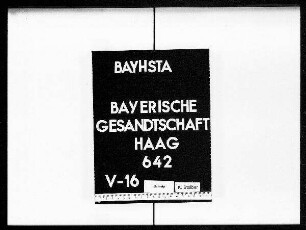 BAYHSTA
BAYERISCHE
GESANDTSCHAFT
HAAG
642
V-16